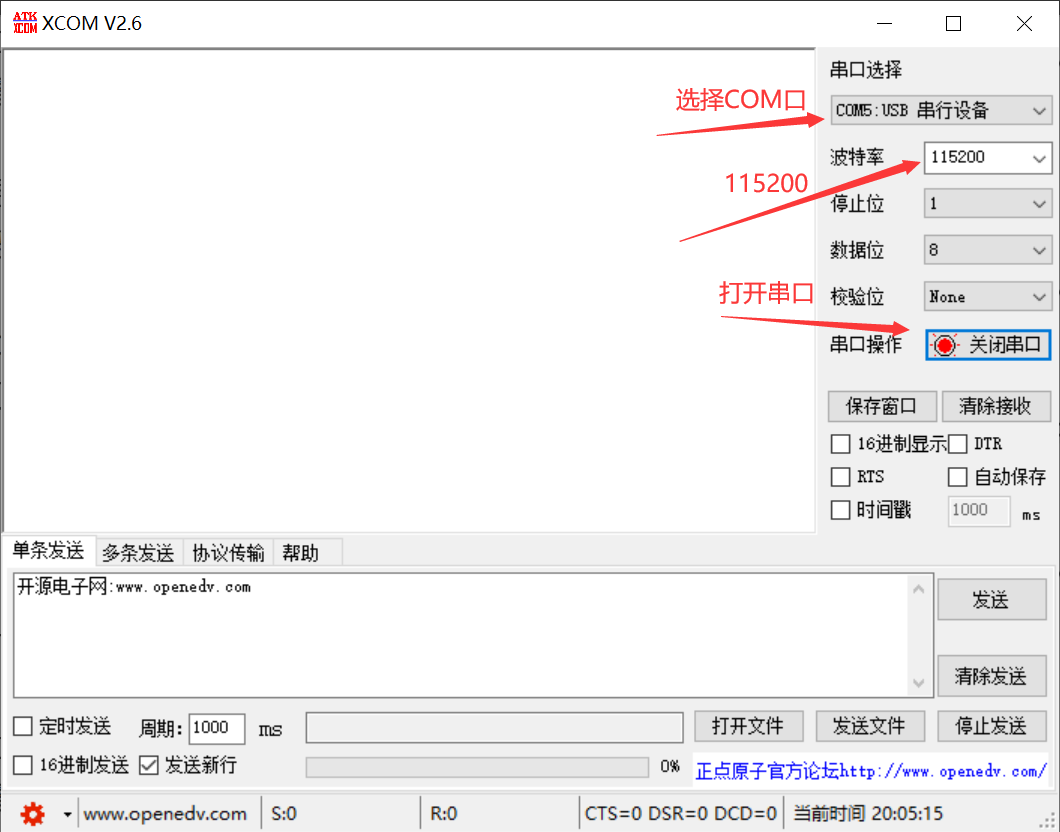 ATK XCOM XCOM V2.6
串口选择
选择COM口
COM5:USB 串行设备
波特率 115200
115200
停止位 1
数据位 8
打开串口
校验位 None
串口操作 关闭串口
保存窗口 清除接收
16进制显示 DTR
RTS 自动保存
时间戳 1000 ms
单条发送 多条发送 协议传输 帮助
开源电子网:www.openedv.com
发送
清除发送
定时发送 周期: 1000 ms 打开文件 发送文件 停止发送
16进制发送 发送新行 0% 正点原子官方论坛http://www.openedv.com/
www.openedv.com S:0 R:0 CTS=0 DSR=0 DCD=0 当前时间 20:05:15